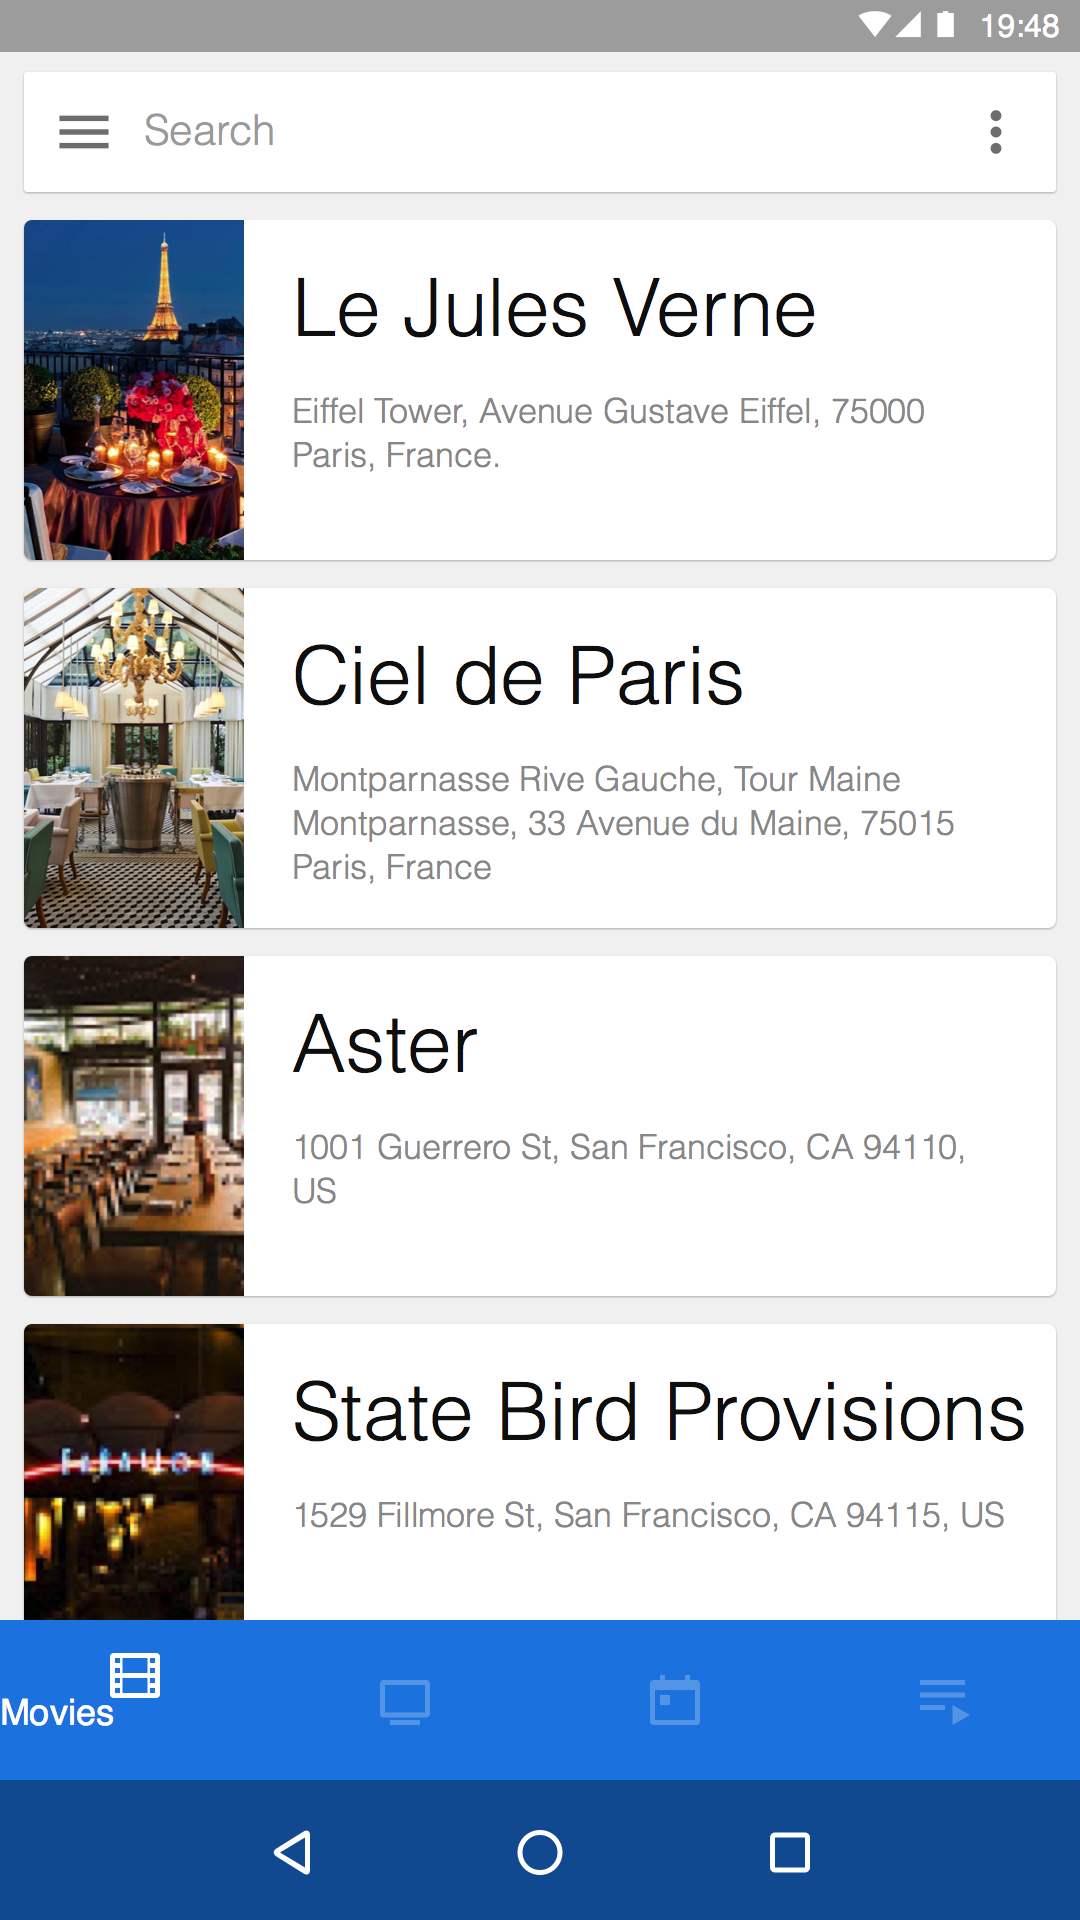 19:48
Search
Le Jules Verne
Eiffel Tower, Avenue Gustave Eiffel, 75000
Paris, France.
Ciel de Paris
Montparnasse Rive Gauche, Tour Maine
Montparnasse, 33 Avenue du Maine, 75015
Paris, France
Aster
1001 Guerrero St, San Francisco, CA 94110,
US
State Bird Provisions
1529 Fillmore St, San Francisco, CA 94115, US
Movies